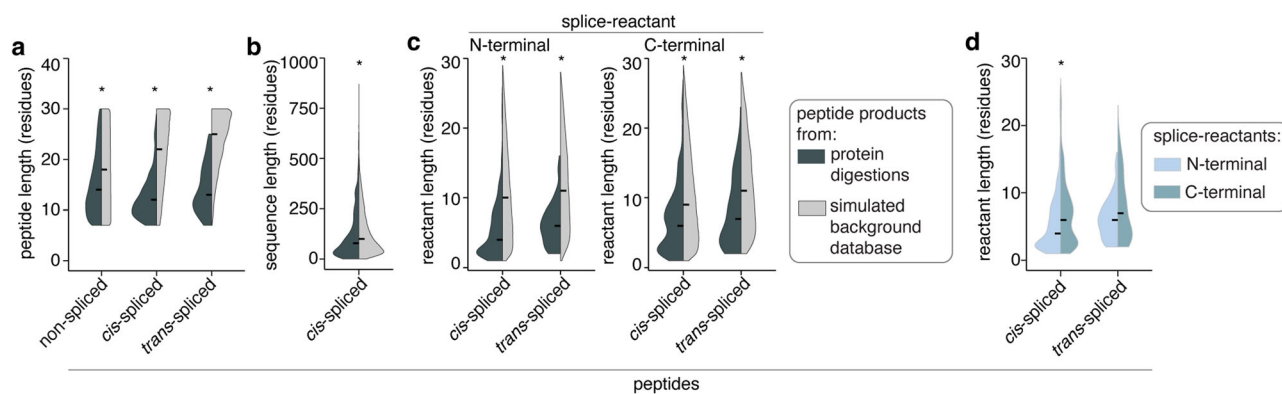 a
peptide length (residues)
40
30
20
10
0
*
*
*
non-spliced
cis-spliced
trans-spliced
b
sequence length (residues)
1000
750
500
250
0
*
cis-spliced
c
splice-reactant
N-terminal
reactant length (residues)
30
20
10
0
*
*
cis-spliced
trans-spliced
C-terminal
reactant length (residues)
30
20
10
0
*
*
cis-spliced
trans-spliced
peptide products
from:
protein
digestions
simulated
background
database
d
reactant length (residues)
30
20
10
0
*
cis-spliced
trans-spliced
splice-reactants:
N-terminal
C-terminal
peptides